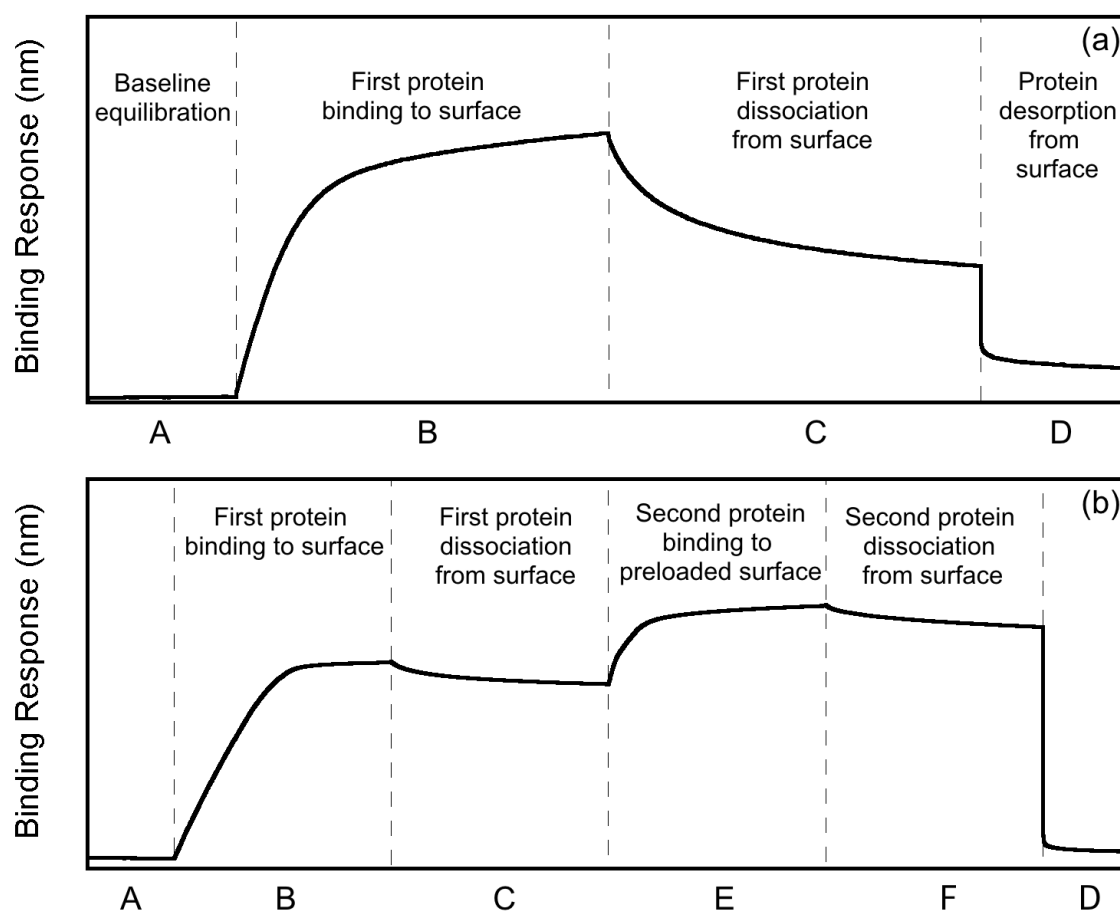 (a)
Binding Response (nm)
Baseline
equilibration
First protein
binding to surface
First protein
dissociation
from surface
Protein
desorption
from
surface
A
B
C
D
(b)
Binding Response (nm)
First protein
binding to surface
First protein
dissociation
from surface
Second protein
binding to
preloaded surface
Second protein
dissociation
from surface
A
B
C
E
F
D